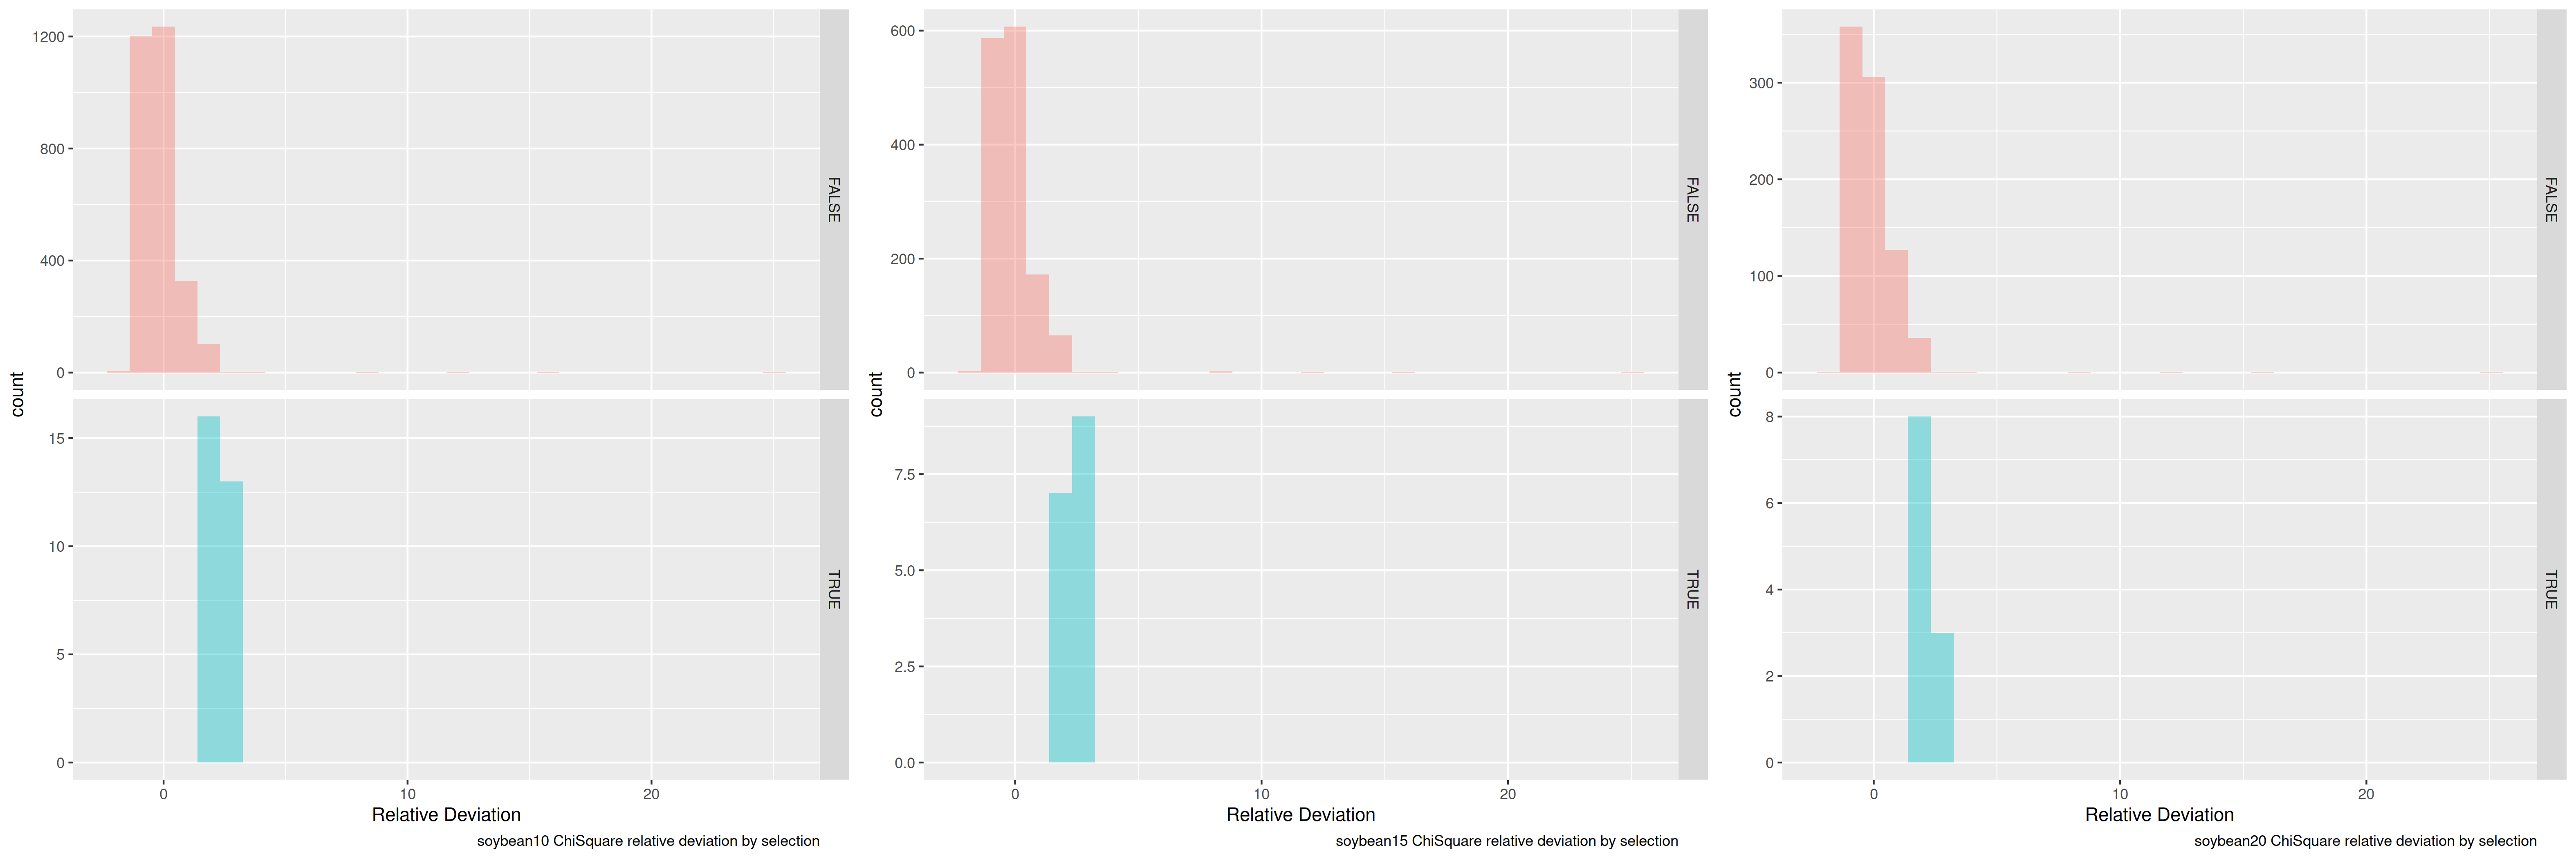 1200
800
400
0
FALSE
count
15
10
5
0
TRUE
0 10 20
Relative Deviation
soybean10 ChiSquare relative deviation by selection
600
400
200
0
FALSE
count
7.5
5.0
2.5
0.0
TRUE
0 10 20
Relative Deviation
soybean15 ChiSquare relative deviation by selection
300
200
100
0
FALSE
count
8
6
4
2
0
TRUE
0 10 20
Relative Deviation
soybean20 ChiSquare relative deviation by selection